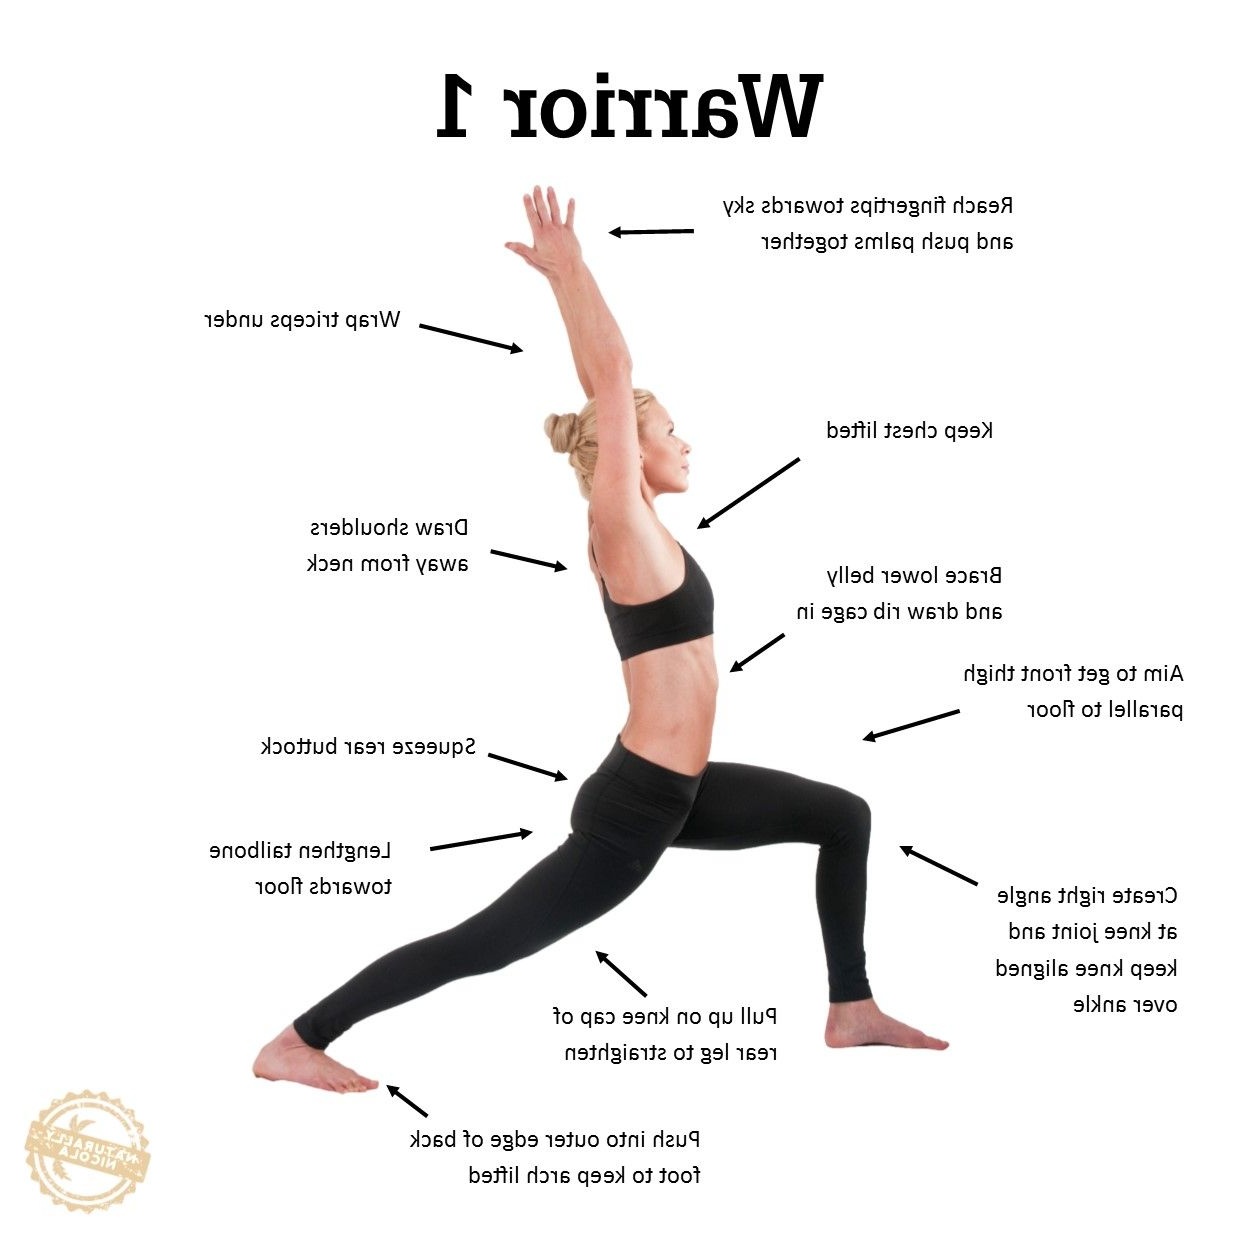 Warrior 1
Reach fingertips towards sky
and push palms together
Wrap triceps under
Keep chest lifted
Draw shoulders
away from neck
Brace lower belly
and draw rib cage in
Aim to get front thigh
parallel to floor
Squeeze rear buttock
Lengthen tailbone
towards floor
Create right angle
at knee joint and
keep knee aligned
over ankle
Pull up on knee cap of
rear leg to straighten
Push into outer edge of back
foot to keep arch lifted
NATURALLY
NICOLA